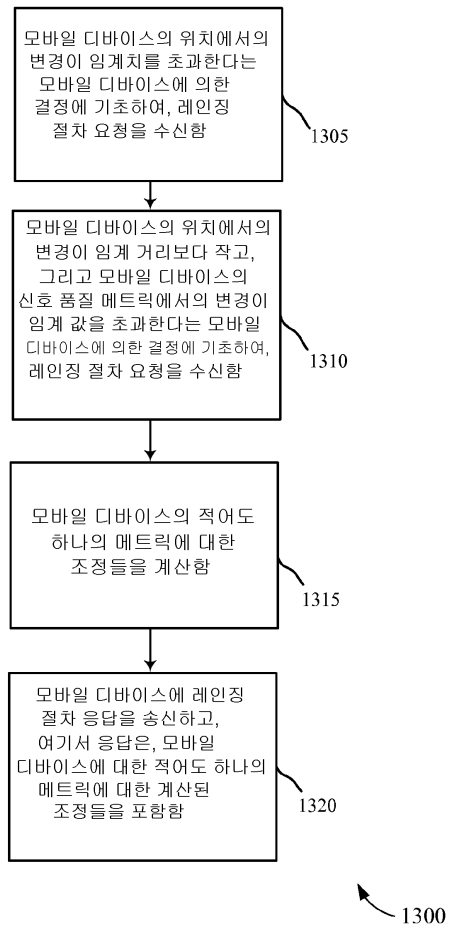 모바일 디바이스의 위치에서의
변경이 임계치를 초과한다는
모바일 디바이스에 의한
결정에 기초하여, 레인징
절차 요청을 수신함
1305
모바일 디바이스의 위치에서의
변경이 임계 거리보다 작고,
그리고 모바일 디바이스의
신호 품질 메트릭에서의 변경이
임계 값을 초과한다는 모바일
디바이스에 의한 결정에 기초하여,
레인징 절차 요청을 수신함
1310
모바일 디바이스의 적어도
하나의 메트릭에 대한
조정들을 계산함
1315
모바일 디바이스에 레인징
절차 응답을 송신하고,
여기서 응답은, 모바일
디바이스에 대한 적어도 하나의
메트릭에 대한 계산된
조정들을 포함함
1320
1300